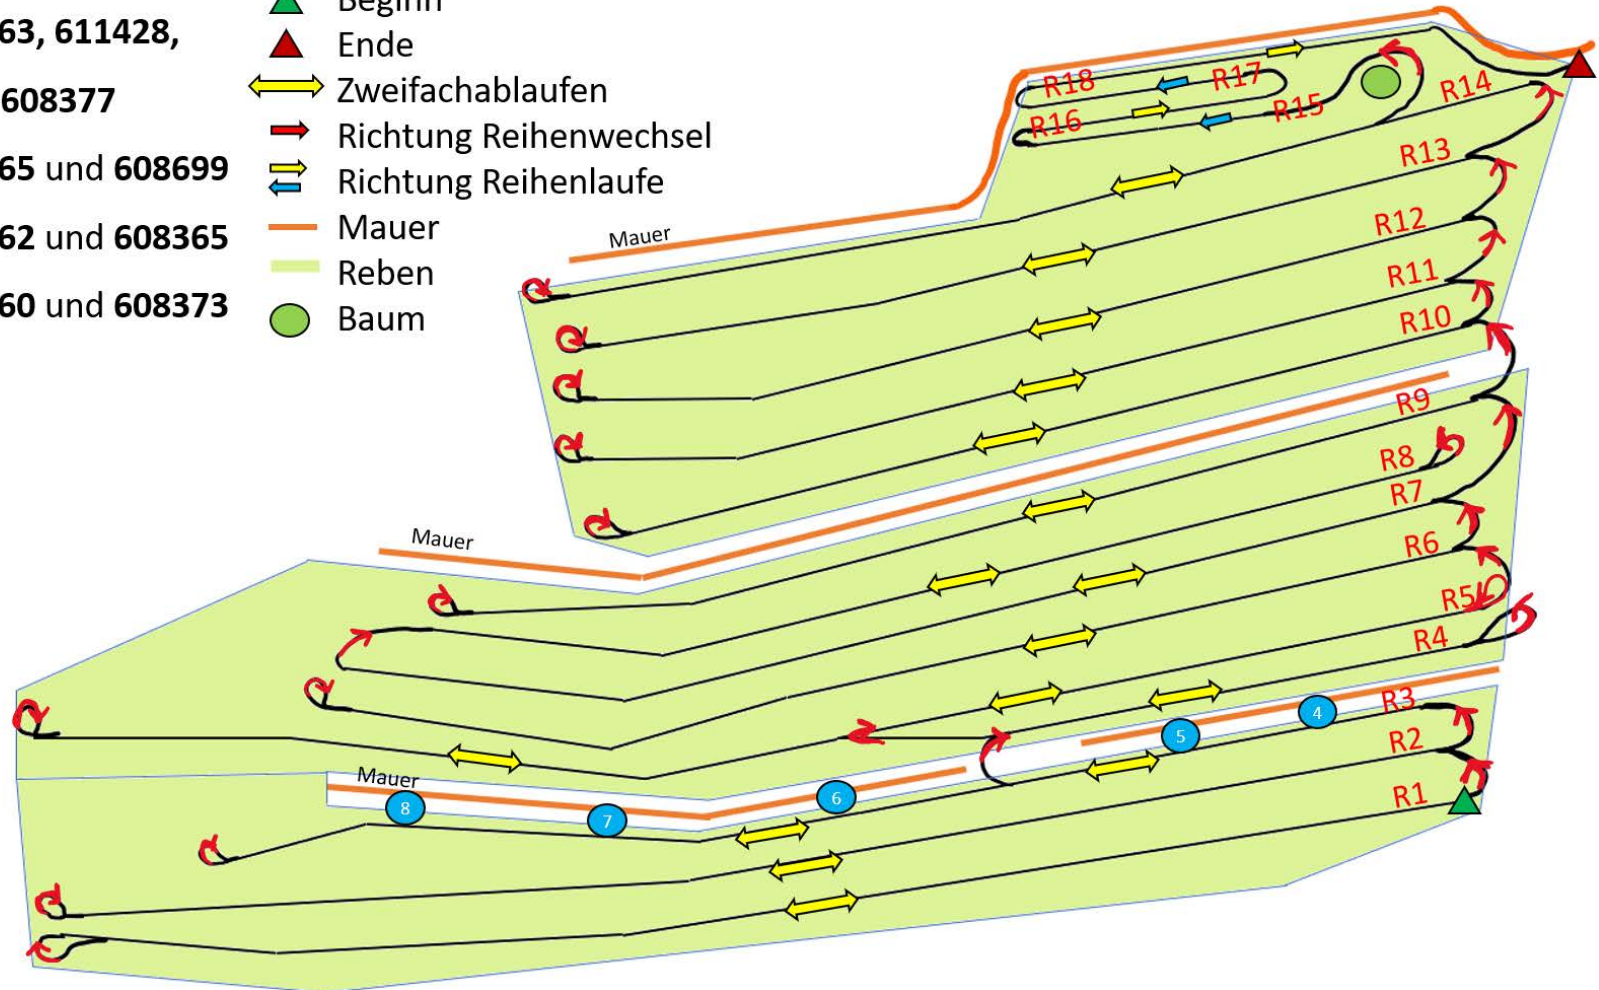 63, 611428,
608377
65 und 608699
62 und 608365
60 und 608373
Beginn
Ende
Zweifachablaufen
Richtung Reihenwechsel
Richtung Reihenlaufe
Mauer
Reben
Baum
R18
R17
R16
R15
R14
R13
Mauer
R12
R11
R10
R9
R8
R7
Mauer
R6
R5
R4
R3
4
5
R2
Mauer
R1
8
7
6